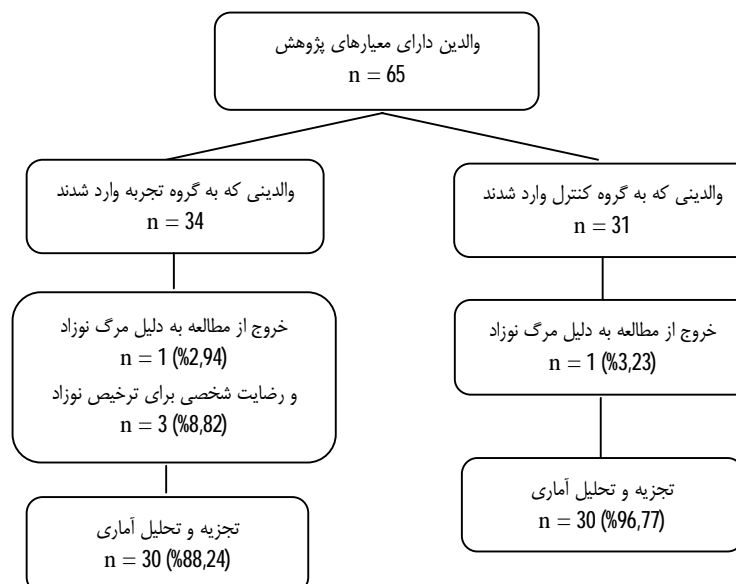 والدین دارای معیارهای پژوهش
n = 65
والدینی که به گروه کنترل وارد شدند
n = 31
والدینی که به گروه تجربه وارد شدند
n = 34
خروج از مطالعه به دلیل مرگ نوزاد
n = 1 (%3,23)
خروج از مطالعه به دلیل مرگ نوزاد
n = 1 (%2,94)
و رضایت شخصی برای ترخیص نوزاد
n = 3 (%8,82)
تجزیه و تحلیل آماری
n = 30 (%96,77)
تجزیه و تحلیل آماری
n = 30 (%88,24)